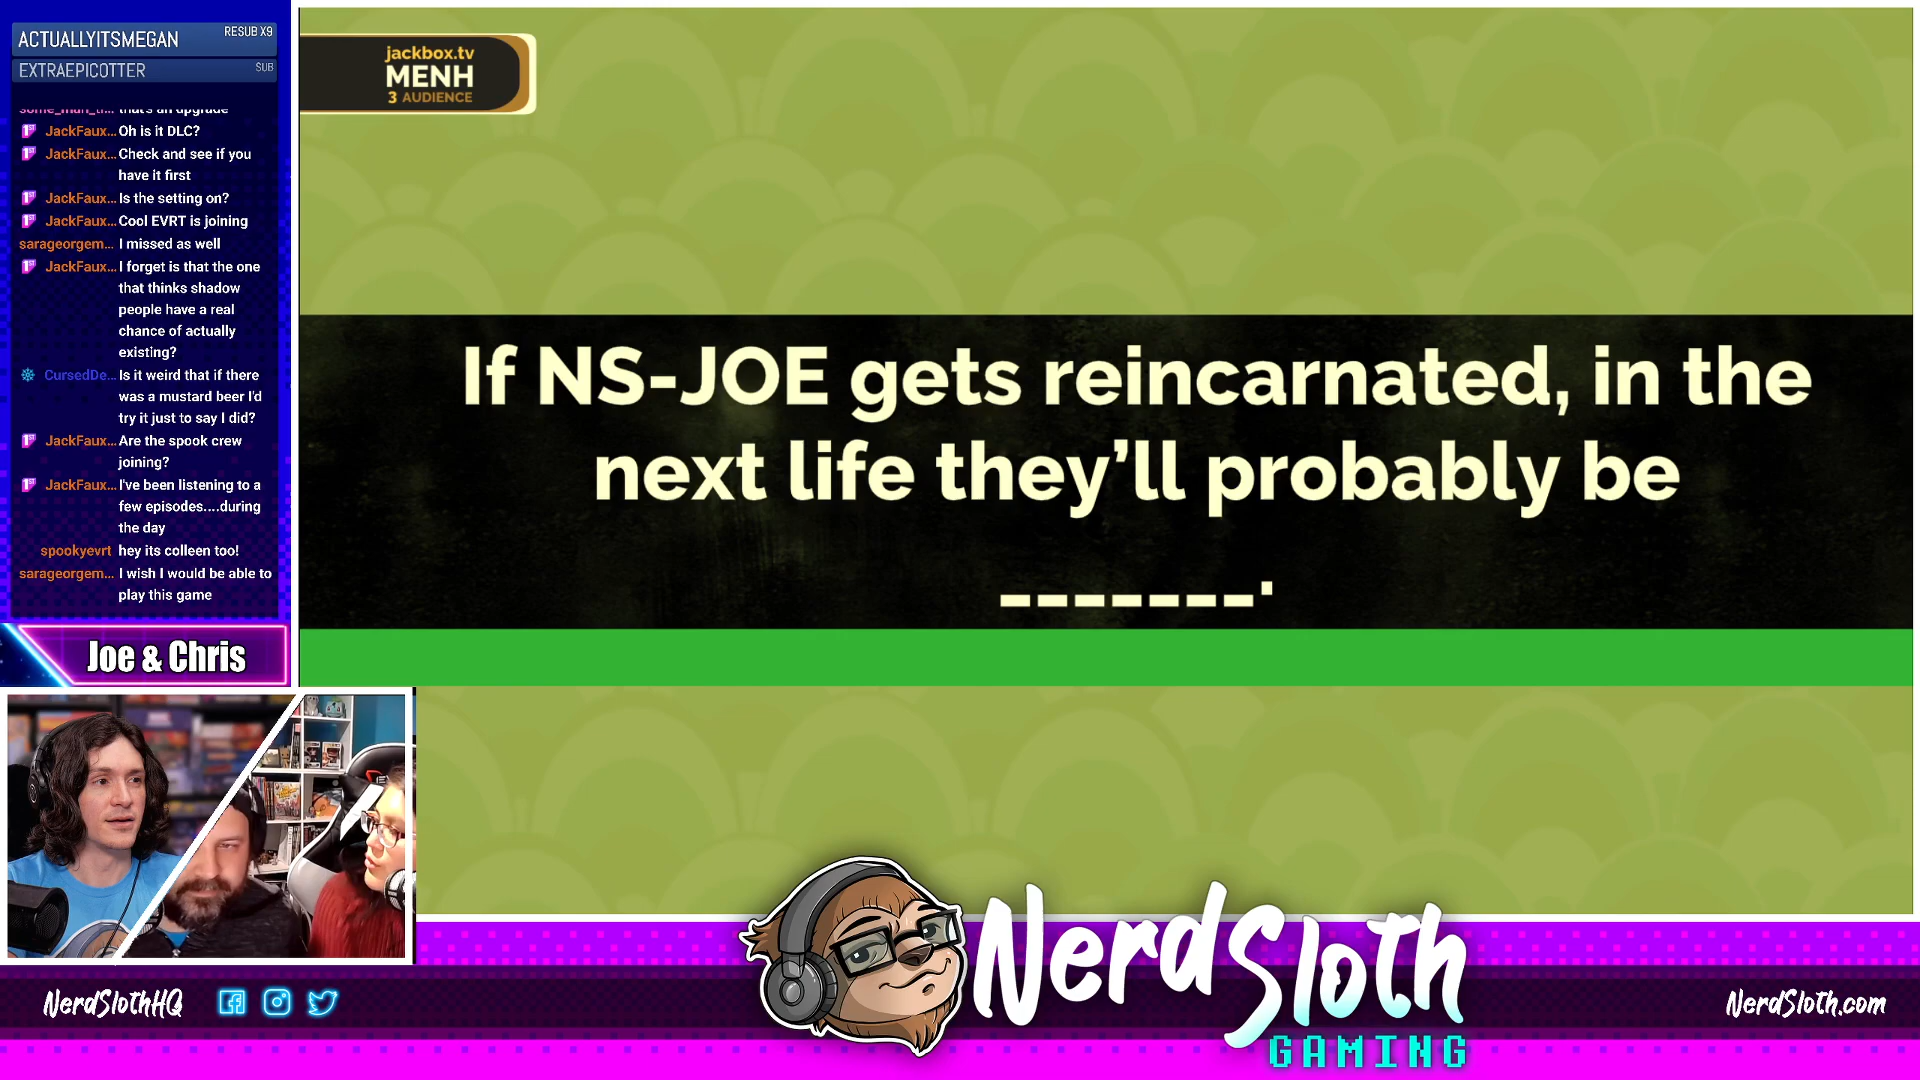 ACTUALLYITSMEGAN RESUB X9
EXTRAEPICOTTER SUB
that's an upgrade
JackFaux... Oh is it DLC?
JackFaux... Check and see if you
have it first
JackFaux... Is the setting on?
JackFaux... Cool EVRT is joining
sarageorgem... I missed as well
JackFaux... I forget is that the one
that thinks shadow
people have a real
chance of actually
existing?
CursedDe... Is it weird that if there
was a mustard beer I'd
try it just to say I did?
JackFaux... Are the spook crew
joining?
JackFaux... I've been listening to a
few episodes....during
the day
spookyevrt hey its colleen too!
sarageorgem... I wish I would be able to
play this game
Joe & Chris
jackbox.tv
MENH
3 AUDIENCE
If NS-JOE gets reincarnated, in the
next life they'll probably be
_______.
NerdSlothHQ
NerdSloth
GAMING
NerdSloth.com